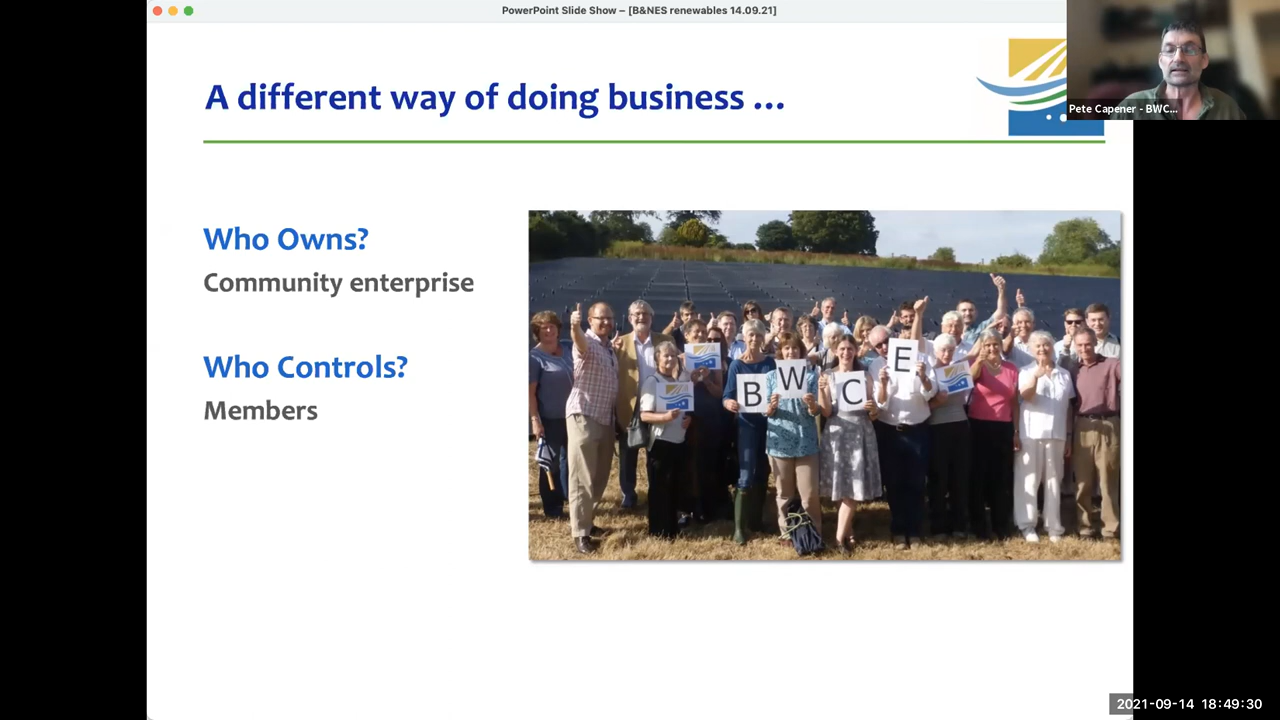 PowerPoint Slide Show – [B&NES renewables 14.09.21]
A different way of doing business ...
Pete Capener - BWC...
Who Owns?
Community enterprise
Who Controls?
Members
B W C E
2021-09-14 18:49:30